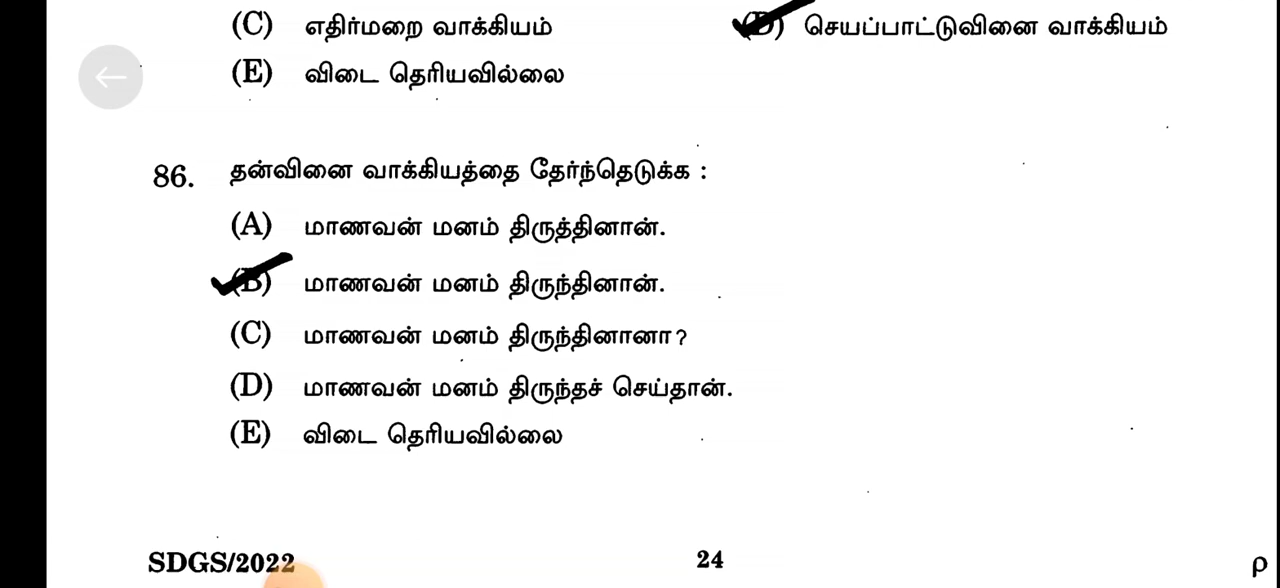 (C) எதிர்மறை வாக்கியம் (D) செயப்பாட்டுவினை வாக்கியம்
(E) விடை தெரியவில்லை
86. தன்வினை வாக்கியத்தை தேர்ந்தெடுக்க :
(A) மாணவன் மனம் திருத்தினான்.
(B) மாணவன் மனம் திருந்தினான்.
(C) மாணவன் மனம் திருந்தினானா?
(D) மாணவன் மனம் திருந்தச் செய்தான்.
(E) விடை தெரியவில்லை
SDGS/2022 24 ρ